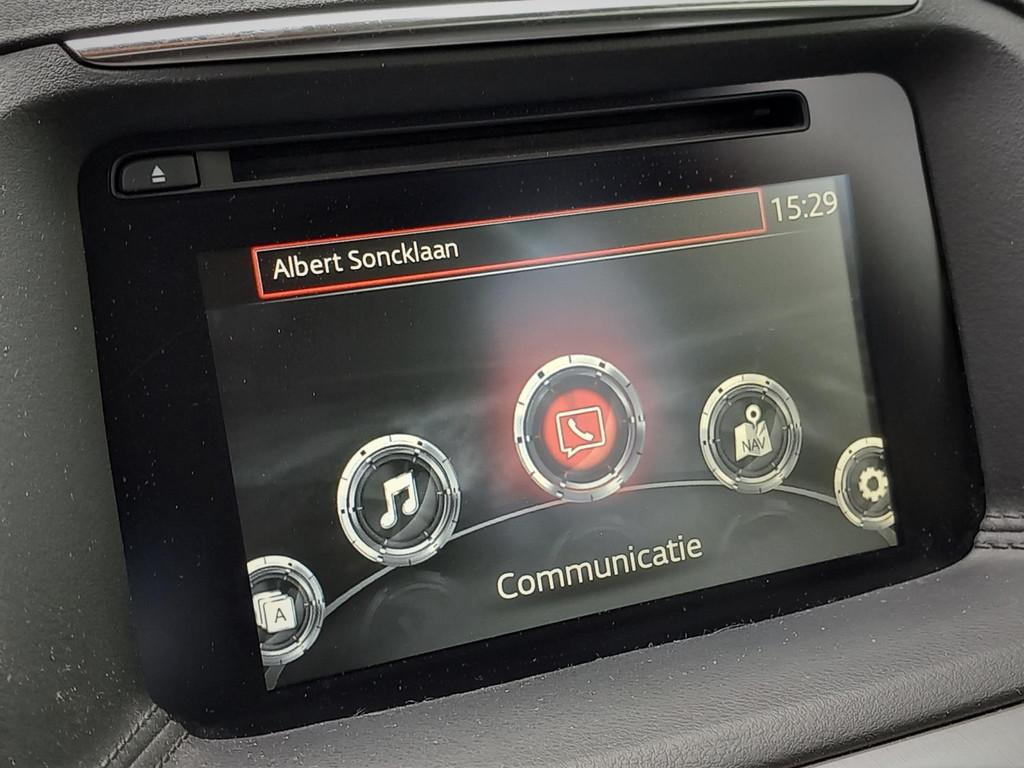 Albert Soncklaan
15:29
NAV
A
Communicatie